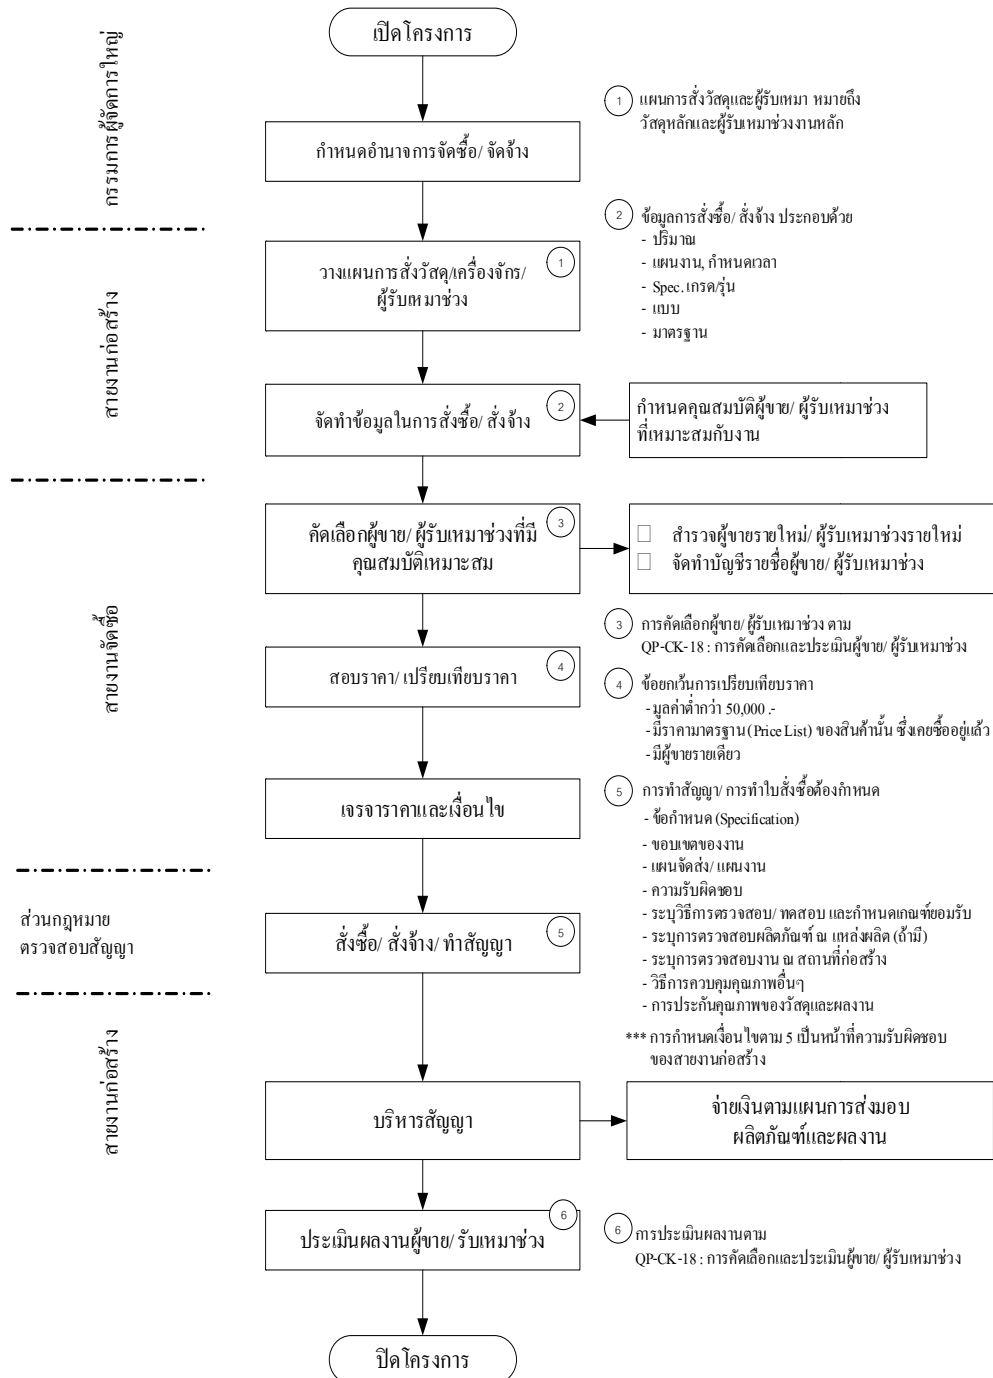 เปิดโครงการ
กรรมการผู้จัดการใหญ่
1 แผนการสั่งวัสดุและผู้รับเหมา หมายถึง
วัสดุหลักและผู้รับเหมาช่วงงานหลัก
กำหนดอำนาจการจัดซื้อ/ จัดจ้าง
2 ข้อมูลการสั่งซื้อ/ สั่งจ้าง ประกอบด้วย
- ปริมาณ
- แผนงาน, กำหนดเวลา
- Spec. เกรด/รุ่น
- แบบ
- มาตรฐาน
วางแผนการสั่งวัสดุ/เครื่องจักร/
ผู้รับเหมาช่วง
1
สายงานก่อสร้าง
จัดทำข้อมูลในการสั่งซื้อ/ สั่งจ้าง
2
กำหนดคุณสมบัติผู้ขาย/ ผู้รับเหมาช่วง
ที่เหมาะสมกับงาน
คัดเลือกผู้ขาย/ ผู้รับเหมาช่วงที่มี
คุณสมบัติเหมาะสม
3
สำรวจผู้ขายรายใหม่/ ผู้รับเหมาช่วงรายใหม่
จัดทำบัญชีรายชื่อผู้ขาย/ ผู้รับเหมาช่วง
สายงานจัดซื้อ
3 การคัดเลือกผู้ขาย/ ผู้รับเหมาช่วง ตาม
QP-CK-18 : การคัดเลือกและประเมินผู้ขาย/ ผู้รับเหมาช่วง
สอบราคา/ เปรียบเทียบราคา
4
4 ข้อยกเว้นการเปรียบเทียบราคา
- มูลค่าต่ำกว่า 50,000 .-
- มีราคามาตรฐาน (Price List) ของสินค้านั้น ซึ่งเคยซื้ออยู่แล้ว
- มีผู้ขายรายเดียว
เจรจาราคาและเงื่อนไข
5 การทำสัญญา/ การทำใบสั่งซื้อต้องกำหนด
- ข้อกำหนด (Specification)
- ขอบเขตของงาน
- แผนจัดส่ง/ แผนงาน
- ความรับผิดชอบ
- ระบุวิธีการตรวจสอบ/ ทดสอบ และกำหนดเกณฑ์ยอมรับ
- ระบุการตรวจสอบผลิตภัณฑ์ ณ แหล่งผลิต (ถ้ามี)
- ระบุการตรวจสอบงาน ณ สถานที่ก่อสร้าง
- วิธีการควบคุมคุณภาพอื่นๆ
- การประกันคุณภาพของวัสดุและผลงาน
ส่วนกฎหมาย
ตรวจสอบสัญญา
สั่งซื้อ/ สั่งจ้าง/ ทำสัญญา
5
*** การกำหนดเงื่อนไขตาม 5 เป็นหน้าที่ความรับผิดชอบ
ของสายงานก่อสร้าง
สายงานก่อสร้าง
บริหารสัญญา
จ่ายเงินตามแผนการส่งมอบ
ผลิตภัณฑ์และผลงาน
ประเมินผลงานผู้ขาย/ รับเหมาช่วง
6
6 การประเมินผลงานตาม
QP-CK-18 : การคัดเลือกและประเมินผู้ขาย/ ผู้รับเหมาช่วง
ปิดโครงการ